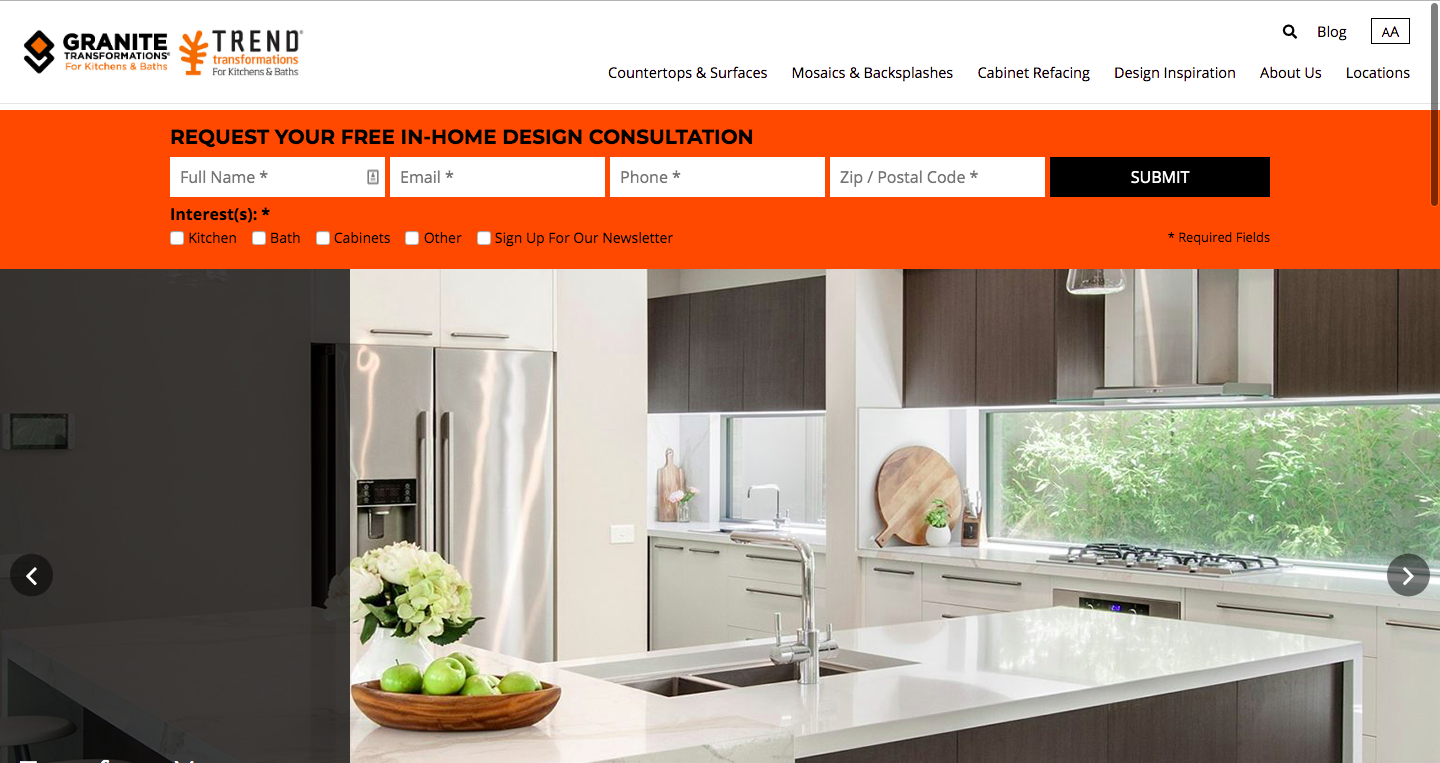 GRANITE
TRANSFORMATIONS®
For Kitchens & Baths
TREND®
transformations
For Kitchens & Baths
Blog
AA
Countertops & Surfaces
Mosaics & Backsplashes
Cabinet Refacing
Design Inspiration
About Us
Locations
REQUEST YOUR FREE IN-HOME DESIGN CONSULTATION
Full Name *
Email *
Phone *
Zip / Postal Code *
SUBMIT
Interest(s): *
Kitchen
Bath
Cabinets
Other
Sign Up For Our Newsletter
* Required Fields